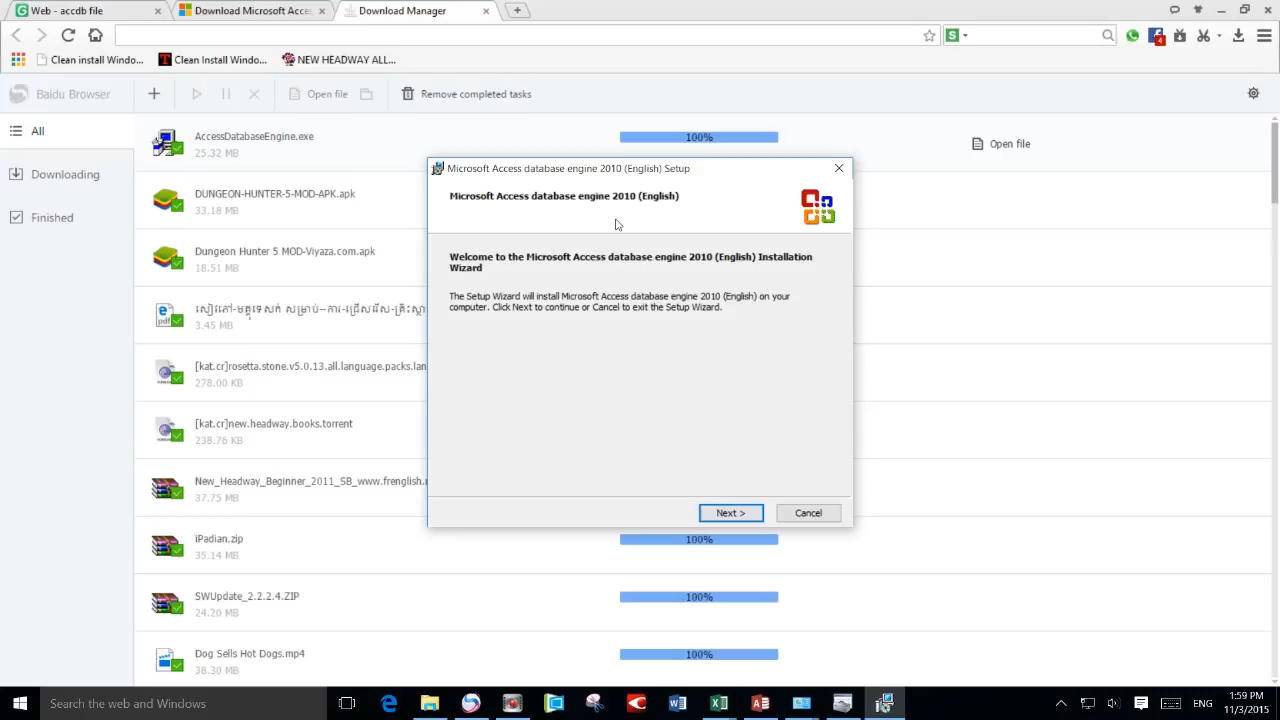 Web - accdb file
Download Microsoft Acces
Download Manager
4
Clean install Windo...
Clean Install Windo...
NEW HEADWAY ALL...
Baidu Browser
Open file
Remove completed tasks
All
Downloading
Finished
AccessDatabaseEngine.exe
25.32 MB
100%
Open file
DUNGEON-HUNTER-5-MOD-APK.apk
33.18 MB
Dungeon Hunter 5 MOD-Viyaza.com.apk
18.51 MB
3.45 MB
[kat.cr]rosetta.stone.v5.0.13.all.language.packs.lan
278.00 KB
[kat.cr]new.headway.books.torrent
238.76 KB
New_Headway_Beginner_2011_SB_www.frenglish.r
37.75 MB
iPadian.zip
35.14 MB
100%
SWUpdate_2.2.2.4.ZIP
24.20 MB
100%
Dog Sells Hot Dogs.mp4
38.30 MB
100%
Microsoft Access database engine 2010 (English) Setup
Microsoft Access database engine 2010 (English)
Welcome to the Microsoft Access database engine 2010 (English) Installation
Wizard
The Setup Wizard will install Microsoft Access database engine 2010 (English) on your
computer. Click Next to continue or Cancel to exit the Setup Wizard.
Next >
Cancel
Search the web and Windows
ENG
1:59 PM
11/3/2015